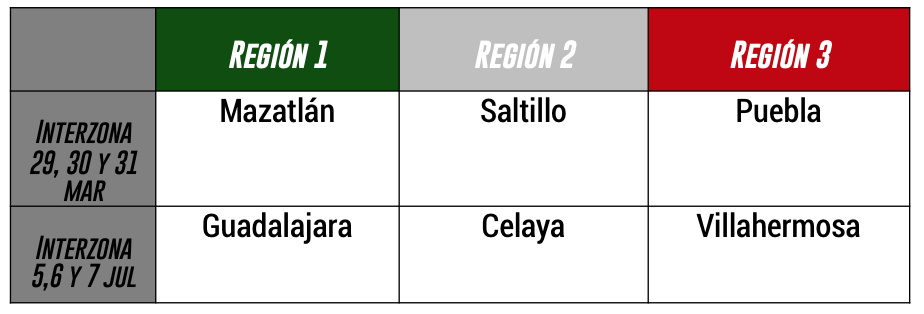 REGIÓN 1
REGIÓN 2
REGIÓN 3
INTERZONA
29, 30 Y 31
MAR
Mazatlán
Saltillo
Puebla
INTERZONA
5,6 Y 7 JUL
Guadalajara
Celaya
Villahermosa